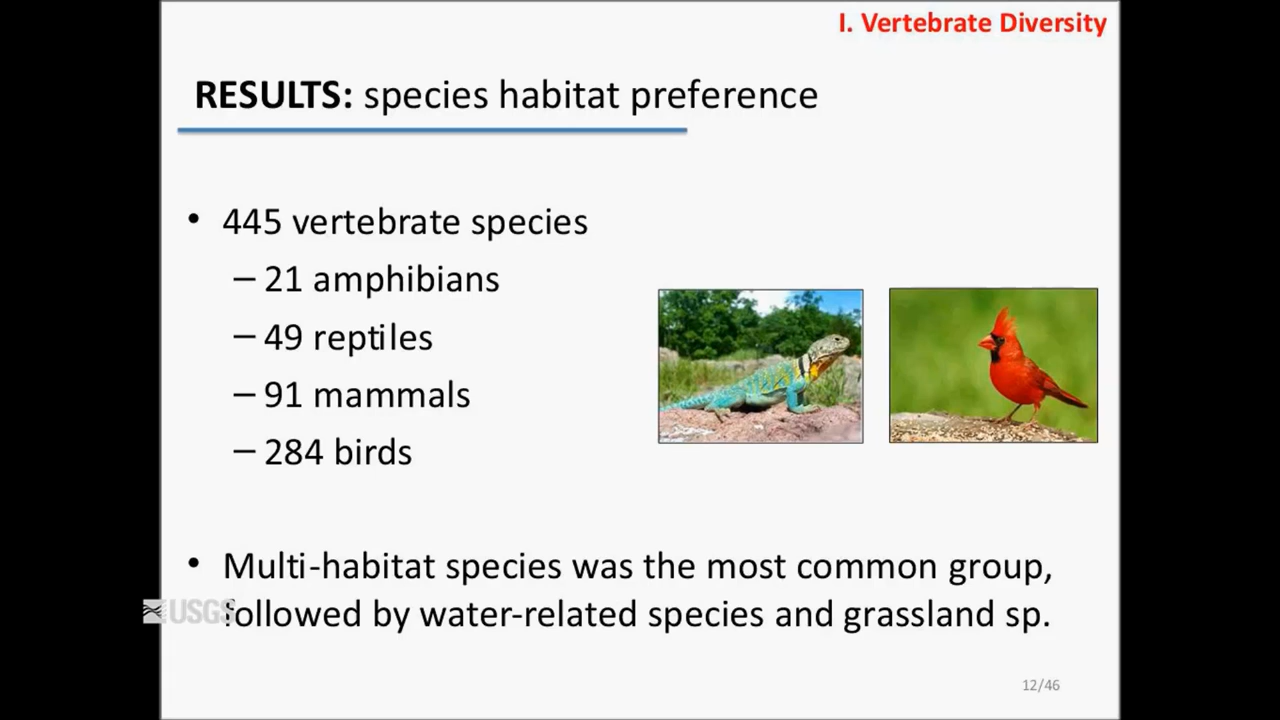 I. Vertebrate Diversity
RESULTS: species habitat preference
• 445 vertebrate species
– 21 amphibians
– 49 reptiles
– 91 mammals
– 284 birds
• Multi-habitat species was the most common group,
followed by water-related species and grassland sp.
USGS
12/46